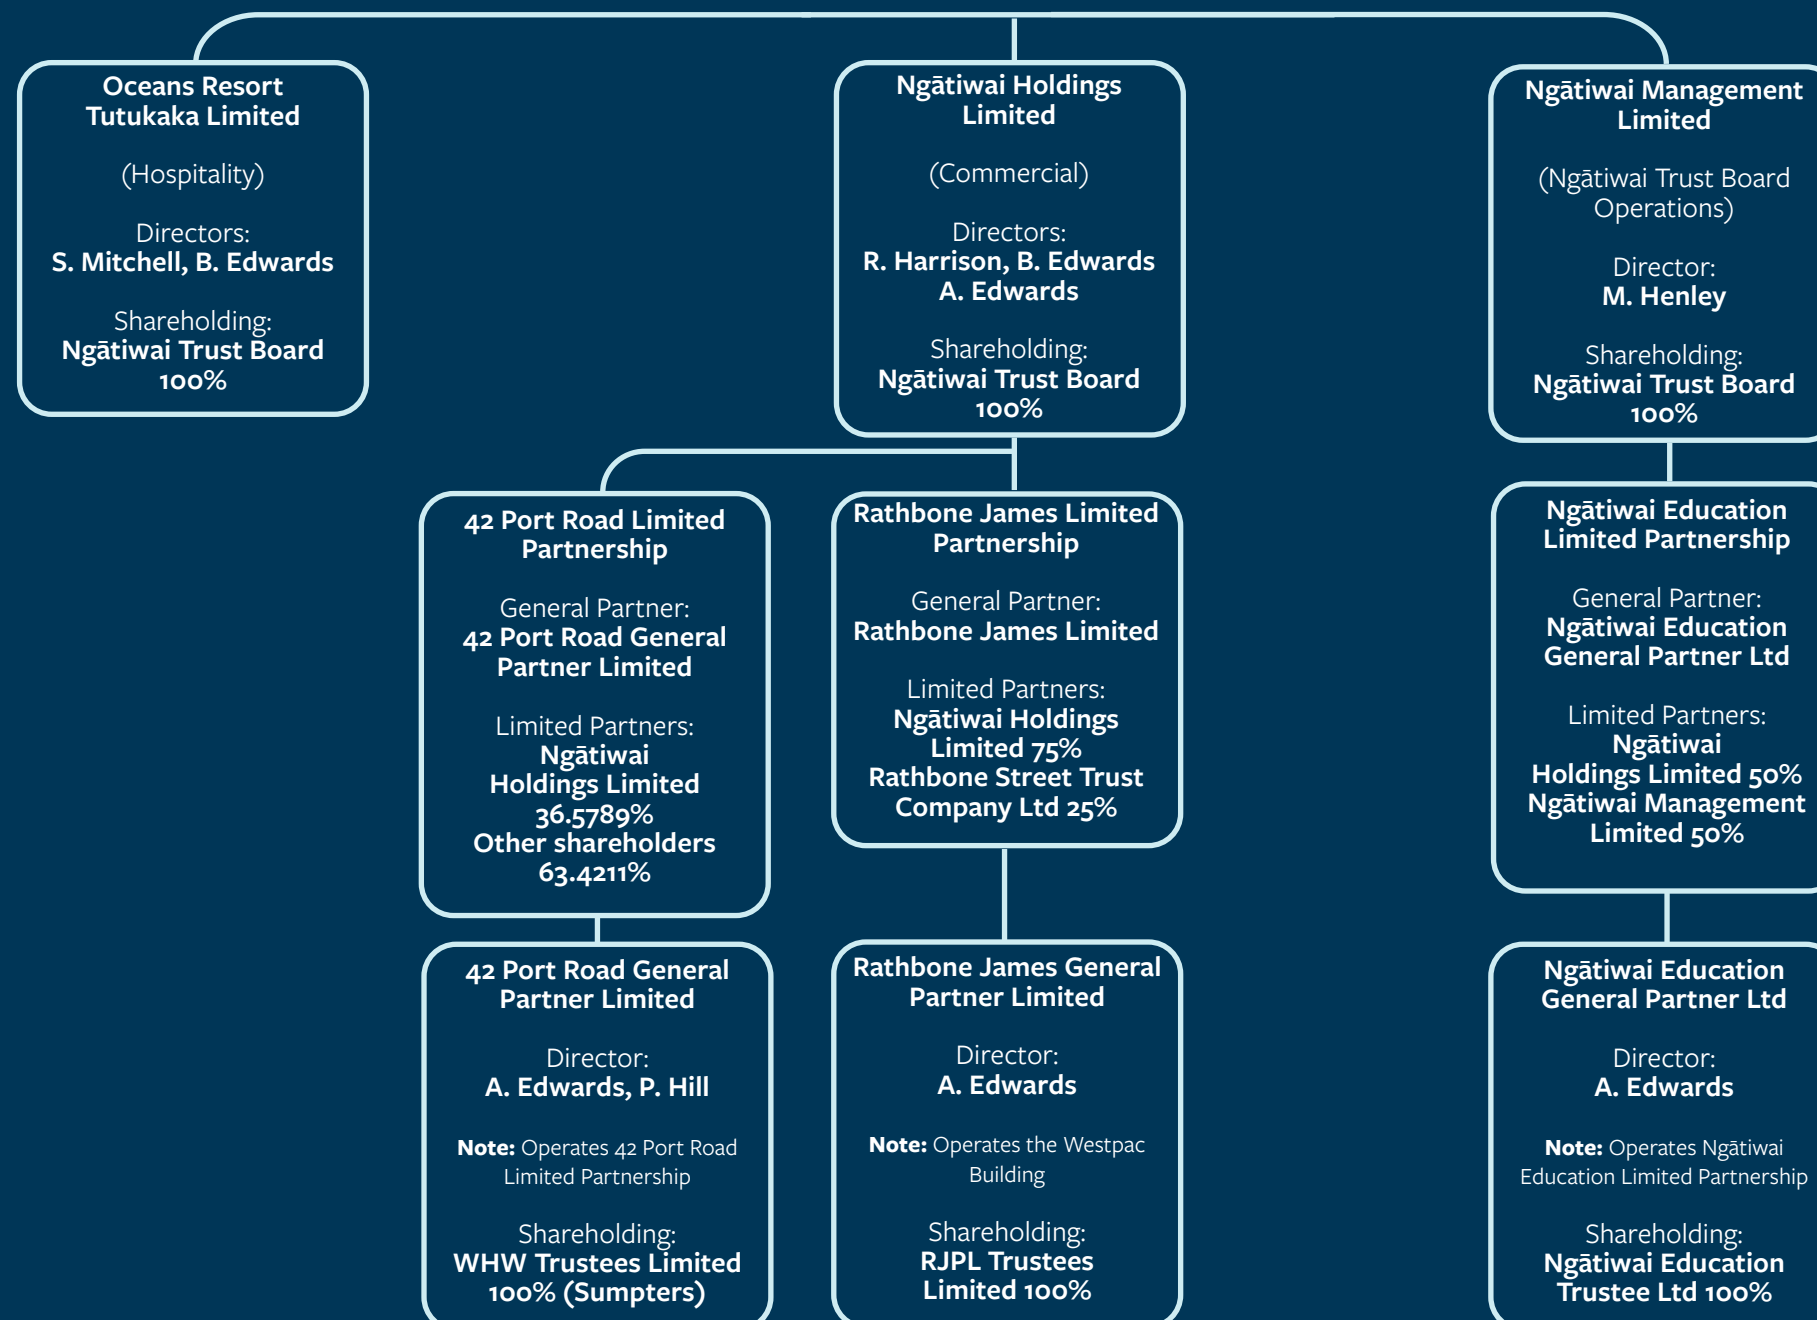 Oceans Resort
Tutukaka Limited
(Hospitality)
Directors:
S. Mitchell, B. Edwards
Shareholding:
Ngātiwai Trust Board
100%
Ngātiwai Holdings
Limited
(Commercial)
Directors:
R. Harrison, B. Edwards
A. Edwards
Shareholding:
Ngātiwai Trust Board
100%
Ngātiwai Management
Limited
(Ngātiwai Trust Board
Operations)
Director:
M. Henley
Shareholding:
Ngātiwai Trust Board
100%
42 Port Road Limited
Partnership
General Partner:
42 Port Road General
Partner Limited
Limited Partners:
Ngātiwai
Holdings Limited
36.5789%
Other shareholders
63.4211%
Rathbone James Limited
Partnership
General Partner:
Rathbone James Limited
Limited Partners:
Ngātiwai Holdings
Limited 75%
Rathbone Street Trust
Company Ltd 25%
Ngātiwai Education
Limited Partnership
General Partner:
Ngātiwai Education
General Partner Ltd
Limited Partners:
Ngātiwai
Holdings Limited 50%
Ngātiwai Management
Limited 50%
42 Port Road General
Partner Limited
Director:
A. Edwards, P. Hill
Note: Operates 42 Port Road
Limited Partnership
Shareholding:
WHW Trustees Limited
100% (Sumpters)
Rathbone James General
Partner Limited
Director:
A. Edwards
Note: Operates the Westpac
Building
Shareholding:
RJPL Trustees
Limited 100%
Ngātiwai Education
General Partner Ltd
Director:
A. Edwards
Note: Operates Ngātiwai
Education Limited Partnership
Shareholding:
Ngātiwai Education
Trustee Ltd 100%